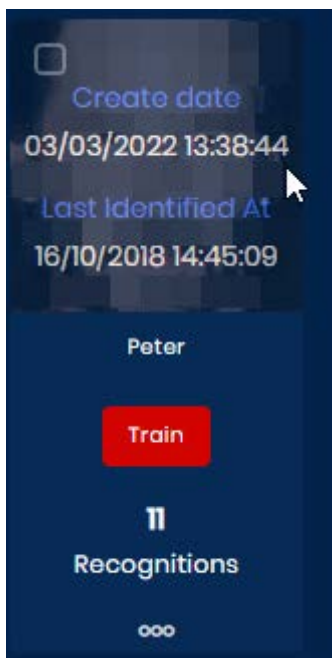 Create date
03/03/2022 13:38:44
Last Identified At
16/10/2018 14:45:09
Peter
Train
11
Recognitions